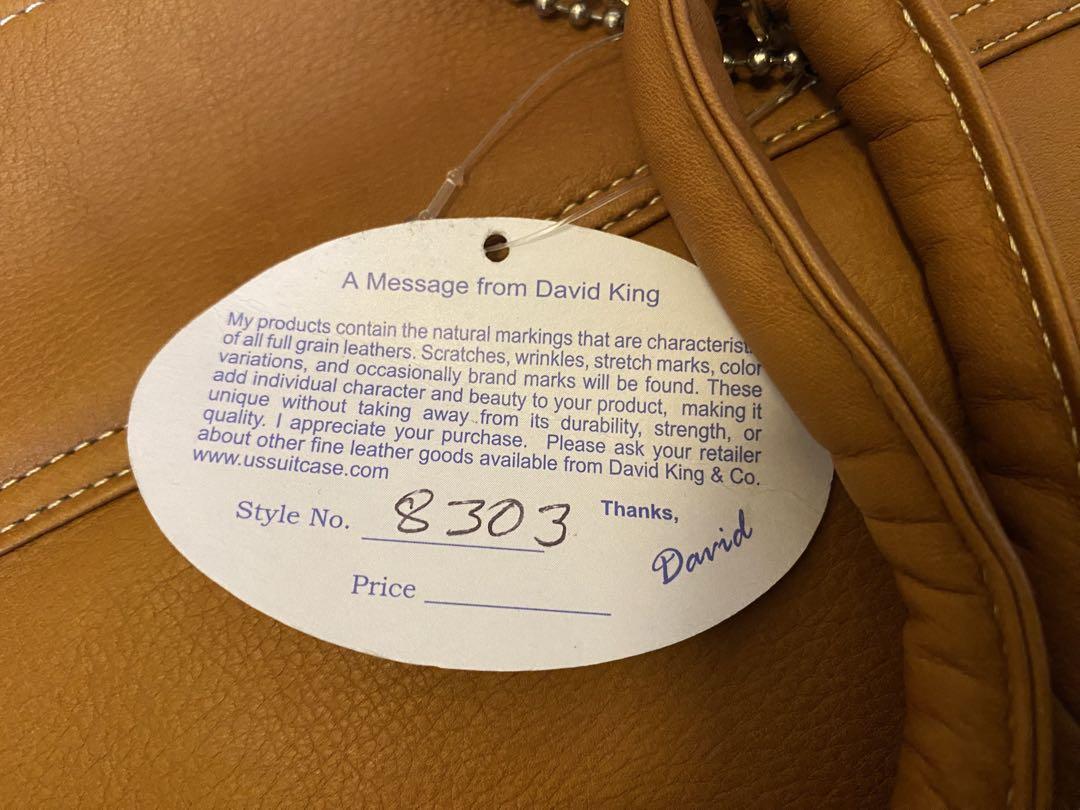 A Message from David King
My products contain the natural markings that are characterist
of all full grain leathers. Scratches, wrinkles, stretch marks, color
variations, and occasionally brand marks will be found. These
add individual character and beauty to your product, making it
unique without taking away from its durability, strength, or
quality. I appreciate your purchase. Please ask your retailer
about other fine leather goods available from David King & Co.
www.ussuitcase.com
Style No. 8303
Thanks,
David
Price